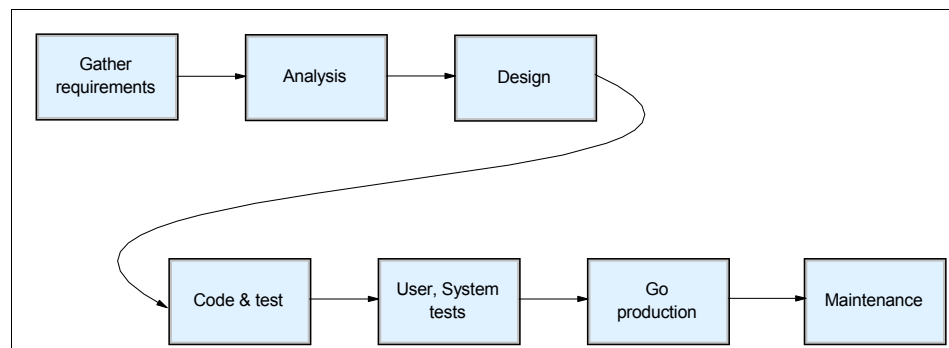 Gather
requirements
Analysis
Design
Code & test
User, System
tests
Go
production
Maintenance